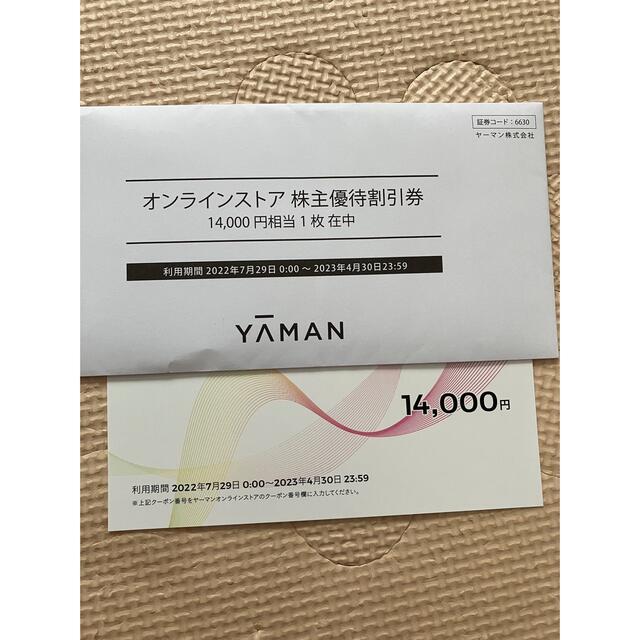 証券コード：6630
ヤーマン株式会社
オンラインストア 株主優待割引券
14,000 円相当 1 枚 在中
利用期間 2022年7月29日 0:00 ～ 2023年4月30日23:59
YAMAN
14,000円
利用期間 2022年7月29日 0:00～2023年4月30日 23:59
※上記クーポン番号をヤーマンオンラインストアのクーポン番号欄に入力してください。